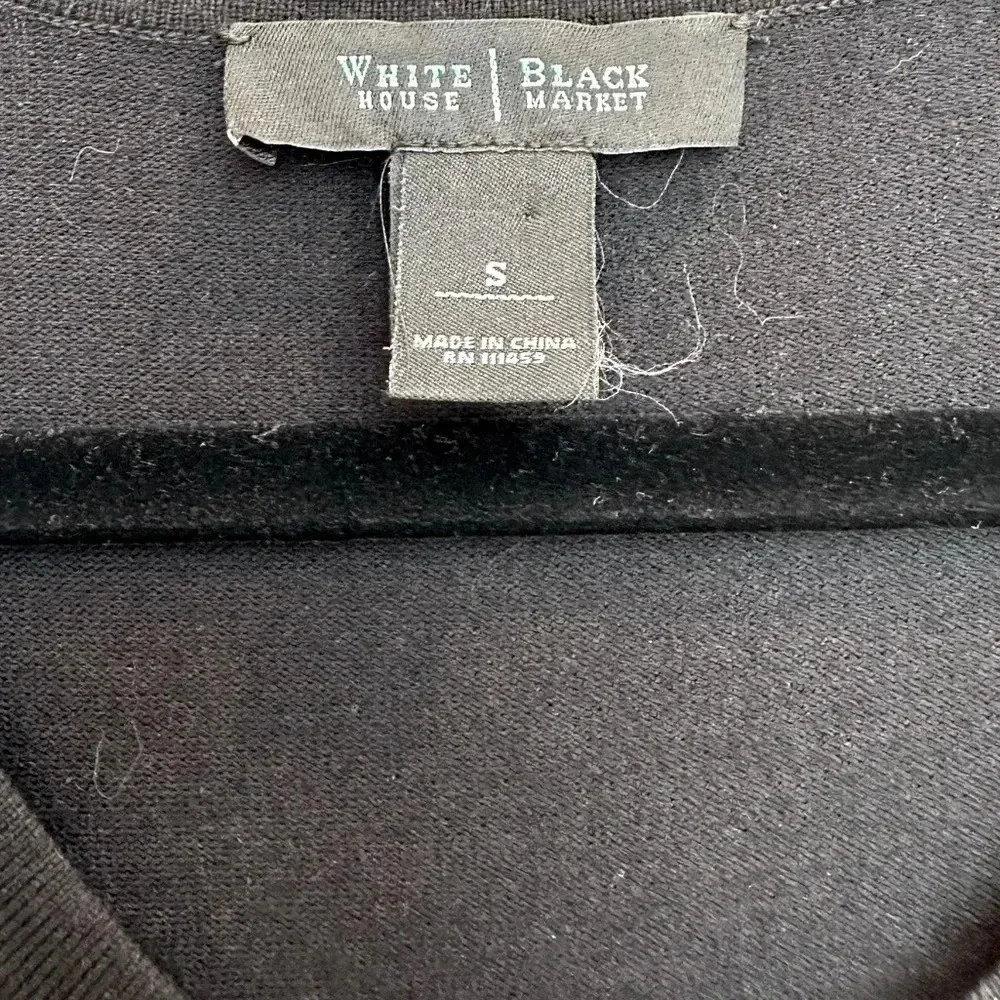 WHITE | BLACK
HOUSE | MARKET
S
MADE IN CHINA
RN 111459